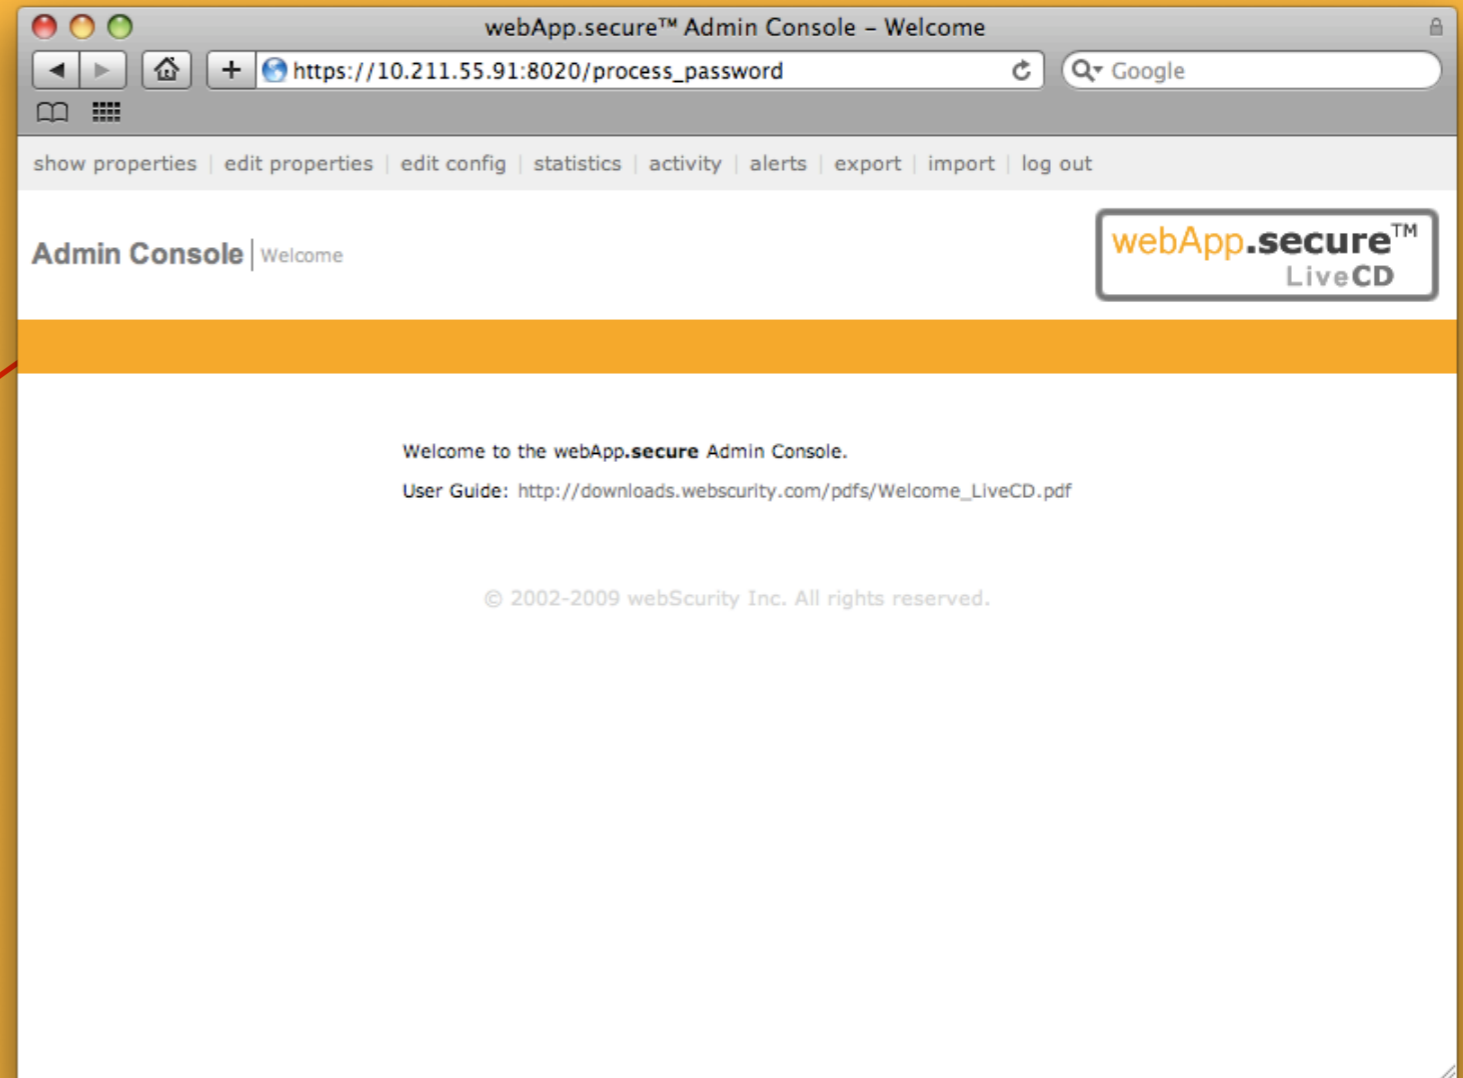 webApp.secure™ Admin Console – Welcome
https://10.211.55.91:8020/process_password
Google
show properties | edit properties | edit config | statistics | activity | alerts | export | import | log out
Admin Console | Welcome
webApp.secure™
LiveCD
Welcome to the webApp.secure Admin Console.
User Guide: http://downloads.webscurity.com/pdfs/Welcome_LiveCD.pdf
© 2002-2009 webScurity Inc. All rights reserved.